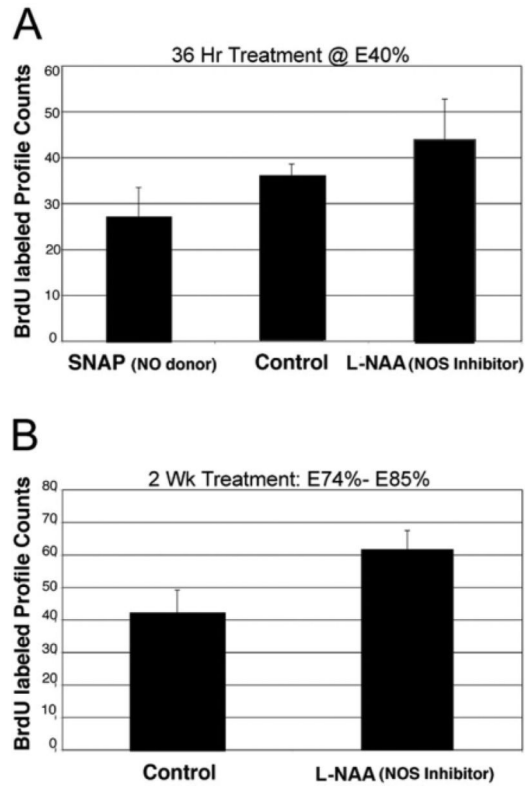 A
36 Hr Treatment @ E40%
BrdU labeled Profile Counts
60
50
40
30
20
10
0
SNAP (NO donor) Control L-NAA (NOS Inhibitor)
B
2 Wk Treatment: E74%- E85%
BrdU labeled Profile Counts
80
70
60
50
40
30
20
10
0
Control L-NAA (NOS Inhibitor)